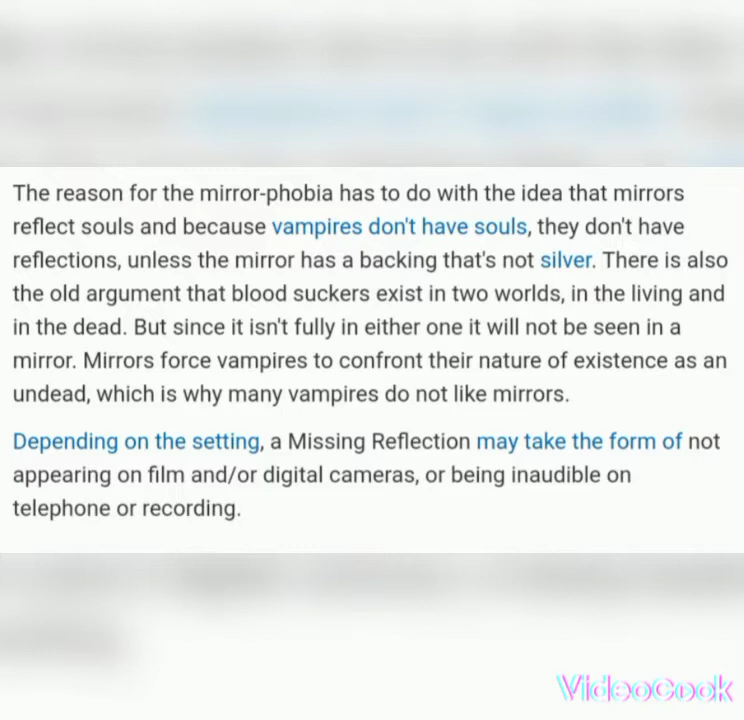 The reason for the mirror-phobia has to do with the idea that mirrors
reflect souls and because vampires don't have souls, they don't have
reflections, unless the mirror has a backing that's not silver. There is also
the old argument that blood suckers exist in two worlds, in the living and
in the dead. But since it isn't fully in either one it will not be seen in a
mirror. Mirrors force vampires to confront their nature of existence as an
undead, which is why many vampires do not like mirrors.
Depending on the setting, a Missing Reflection may take the form of not
appearing on film and/or digital cameras, or being inaudible on
telephone or recording.
VideoCook